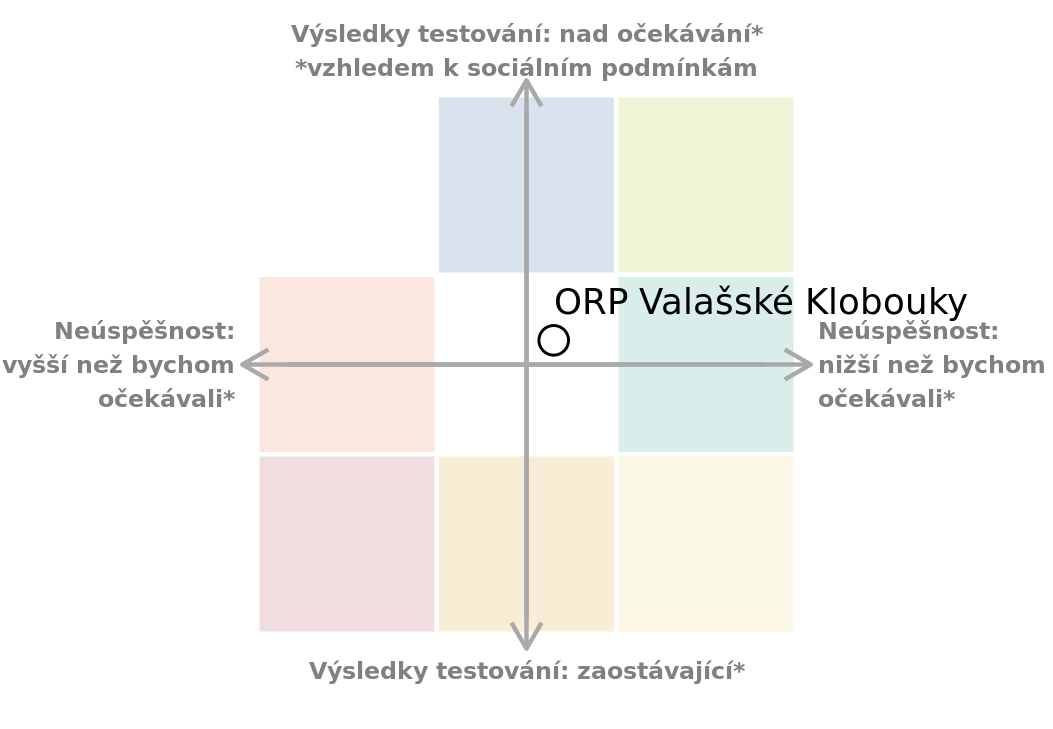 Výsledky testování: nad očekávání*
*vzhledem k sociálním podmínkám
ORP Valašské Klobouky
Neúspěšnost:
vyšší než bychom
očekávali*
Neúspěšnost:
nižší než bychom
očekávali*
Výsledky testování: zaostávající*